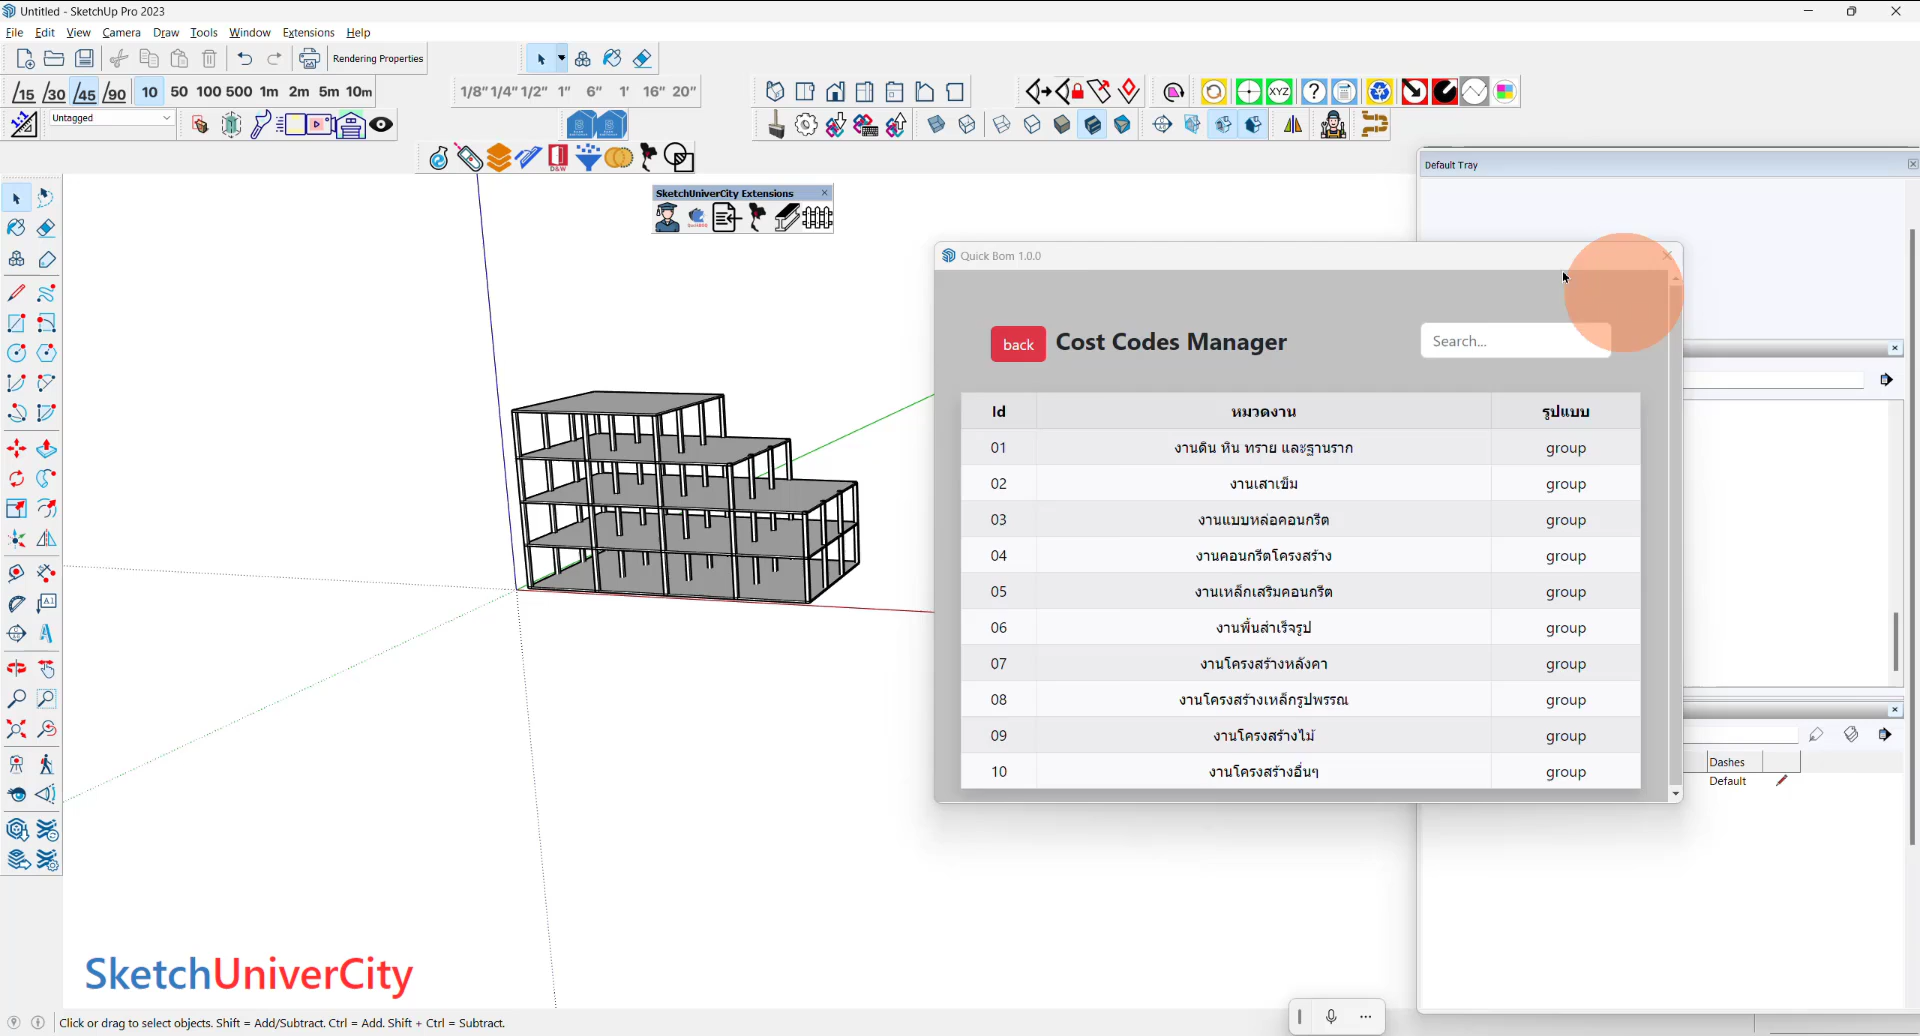 Untitled - SketchUp Pro 2023
File Edit View Camera Draw Tools Window Extensions Help
Rendering Properties
/15 /30 /45 /90 10 50 100 500 1m 2m 5m 10m 1/8" 1/4" 1/2" 1" 6" 1' 16" 20"
XYZ ?
Untagged
D&W
Default Tray
SketchUniverCity Extensions
Quick Bom 1.0.0
back Cost Codes Manager Search...
Id หมวดงาน รูปแบบ
01 งานดิน หิน ทราย และฐานราก group
02 งานเสาเข็ม group
03 งานแบบหล่อคอนกรีต group
04 งานคอนกรีตโครงสร้าง group
05 งานเหล็กเสริมคอนกรีต group
06 งานพื้นสำเร็จรูป group
07 งานโครงสร้างหลังคา group
08 งานโครงสร้างเหล็กรูปพรรณ group
09 งานโครงสร้างไม้ group
10 งานโครงสร้างอื่นๆ group
Dashes
Default
SketchUniverCity
Click or drag to select objects. Shift = Add/Subtract. Ctrl = Add. Shift + Ctrl = Subtract.